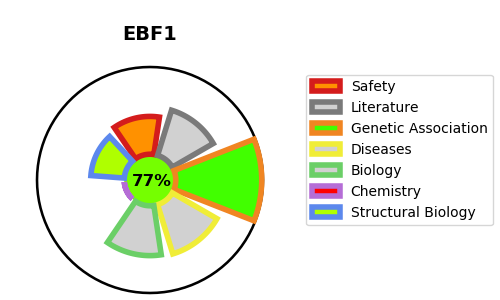 EBF1
77%
Safety
Literature
Genetic Association
Diseases
Biology
Chemistry
Structural Biology